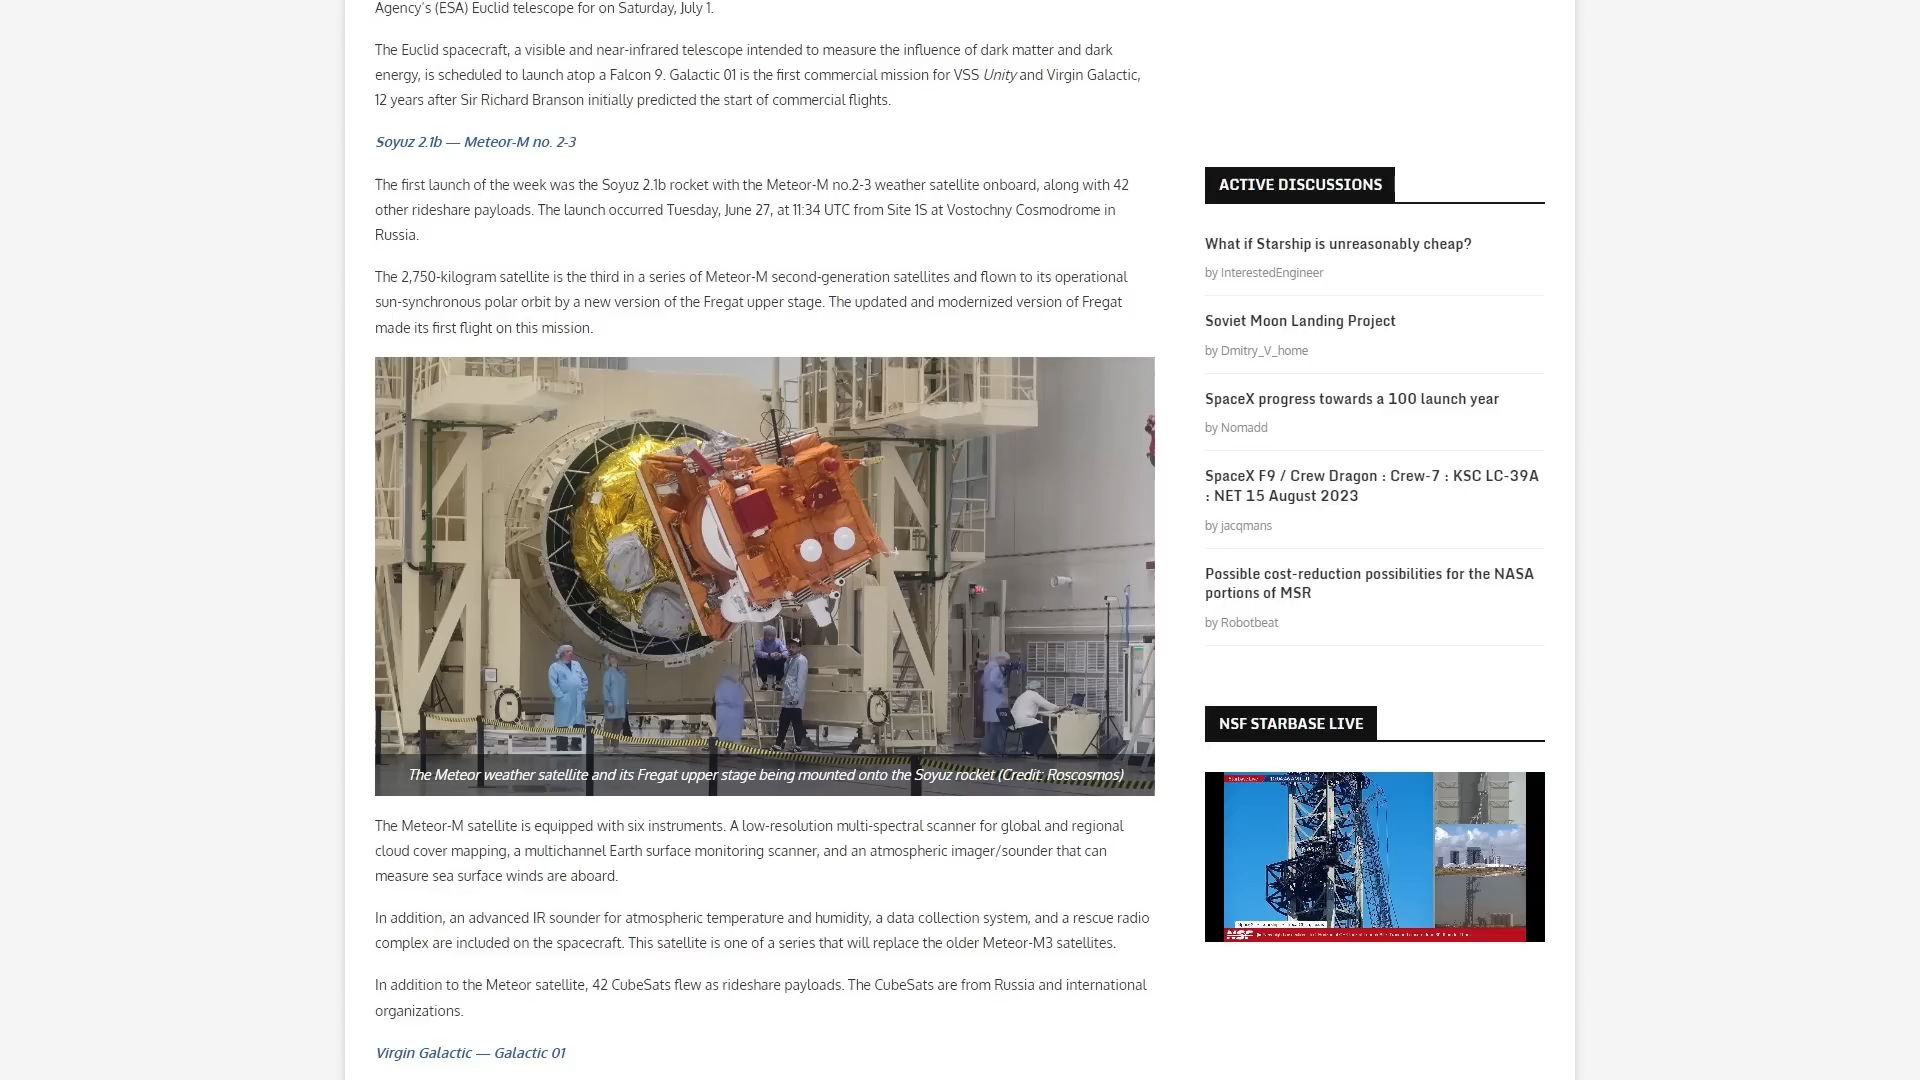 Agency’s (ESA) Euclid telescope for on Saturday, July 1.
The Euclid spacecraft, a visible and near-infrared telescope intended to measure the influence of dark matter and dark
energy, is scheduled to launch atop a Falcon 9. Galactic 01 is the first commercial mission for VSS Unity and Virgin Galactic,
12 years after Sir Richard Branson initially predicted the start of commercial flights.
Soyuz 2.1b — Meteor-M no. 2-3
The first launch of the week was the Soyuz 2.1b rocket with the Meteor-M no.2-3 weather satellite onboard, along with 42
other rideshare payloads. The launch occurred Tuesday, June 27, at 11:34 UTC from Site 1S at Vostochny Cosmodrome in
Russia.
The 2,750-kilogram satellite is the third in a series of Meteor-M second-generation satellites and flown to its operational
sun-synchronous polar orbit by a new version of the Fregat upper stage. The updated and modernized version of Fregat
made its first flight on this mission.
The Meteor weather satellite and its Fregat upper stage being mounted onto the Soyuz rocket (Credit: Roscosmos)
The Meteor-M satellite is equipped with six instruments. A low-resolution multi-spectral scanner for global and regional
cloud cover mapping, a multichannel Earth surface monitoring scanner, and an atmospheric imager/sounder that can
measure sea surface winds are aboard.
In addition, an advanced IR sounder for atmospheric temperature and humidity, a data collection system, and a rescue radio
complex are included on the spacecraft. This satellite is one of a series that will replace the older Meteor-M3 satellites.
In addition to the Meteor satellite, 42 CubeSats flew as rideshare payloads. The CubeSats are from Russia and international
organizations.
Virgin Galactic — Galactic 01
ACTIVE DISCUSSIONS
What if Starship is unreasonably cheap?
by InterestedEngineer
Soviet Moon Landing Project
by Dmitry_V_home
SpaceX progress towards a 100 launch year
by Nomadd
SpaceX F9 / Crew Dragon : Crew-7 : KSC LC-39A
: NET 15 August 2023
by jacqmans
Possible cost-reduction possibilities for the NASA
portions of MSR
by Robotbeat
NSF STARBASE LIVE
Starbase Live
NSF